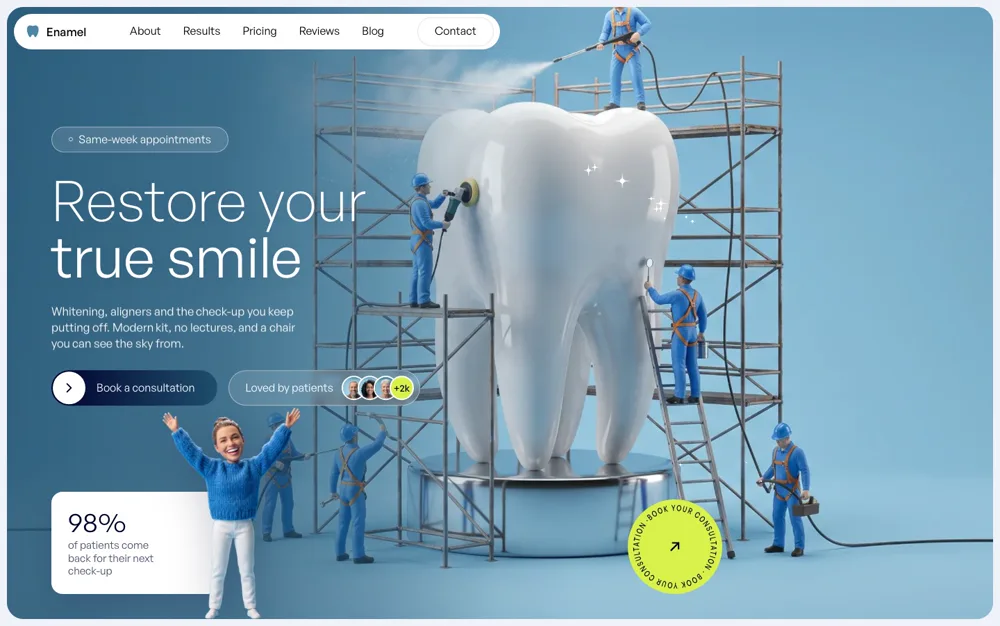 Enamel
About
Results
Pricing
Reviews
Blog
Contact
Same-week appointments
Restore your
true smile
Whitening, aligners and the check-up you keep
putting off. Modern kit, no lectures, and a chair
you can see the sky from.
Book a consultation
Loved by patients
+2k
98%
of patients come
back for their next
check-up
BOOK YOUR CONSULTATION · BOOK YOUR CONSULTATION ·